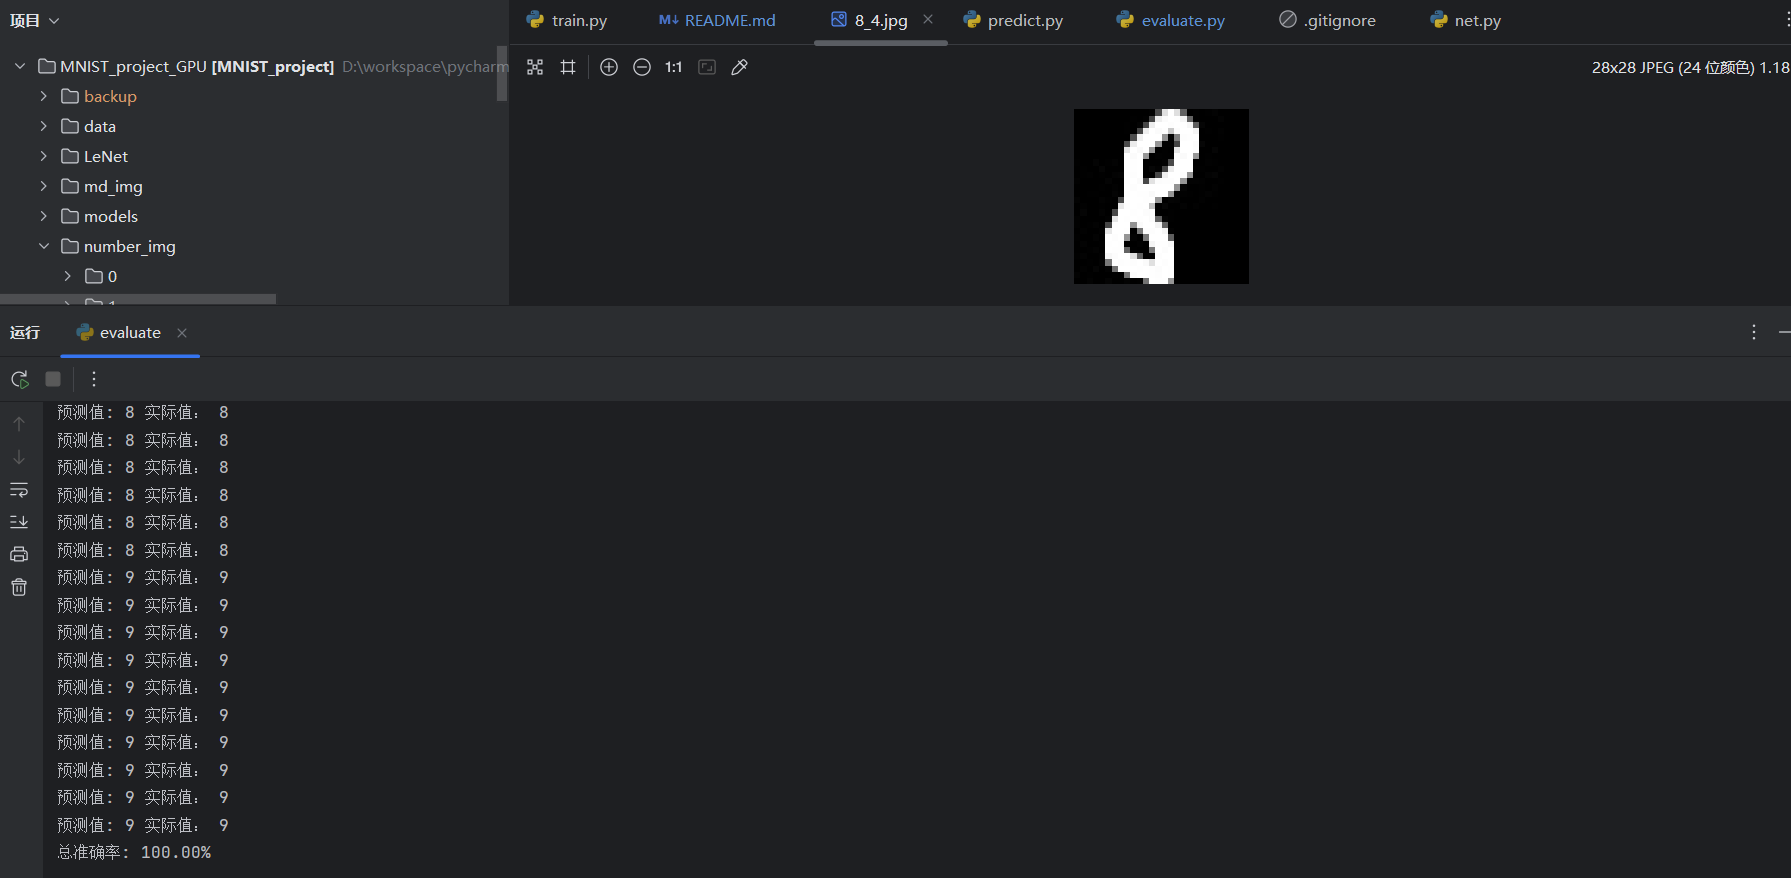 项目
train.py
README.md
8_4.jpg
predict.py
evaluate.py
.gitignore
net.py
MNIST_project_GPU [MNIST_project] D:\workspace\pycharm
1:1
28x28 JPEG (24 位颜色) 1.18
backup
data
LeNet
md_img
models
number_img
0
运行
evaluate
预测值: 8 实际值: 8
预测值: 8 实际值: 8
预测值: 8 实际值: 8
预测值: 8 实际值: 8
预测值: 8 实际值: 8
预测值: 8 实际值: 8
预测值: 9 实际值: 9
预测值: 9 实际值: 9
预测值: 9 实际值: 9
预测值: 9 实际值: 9
预测值: 9 实际值: 9
预测值: 9 实际值: 9
预测值: 9 实际值: 9
预测值: 9 实际值: 9
预测值: 9 实际值: 9
预测值: 9 实际值: 9
总准确率: 100.00%